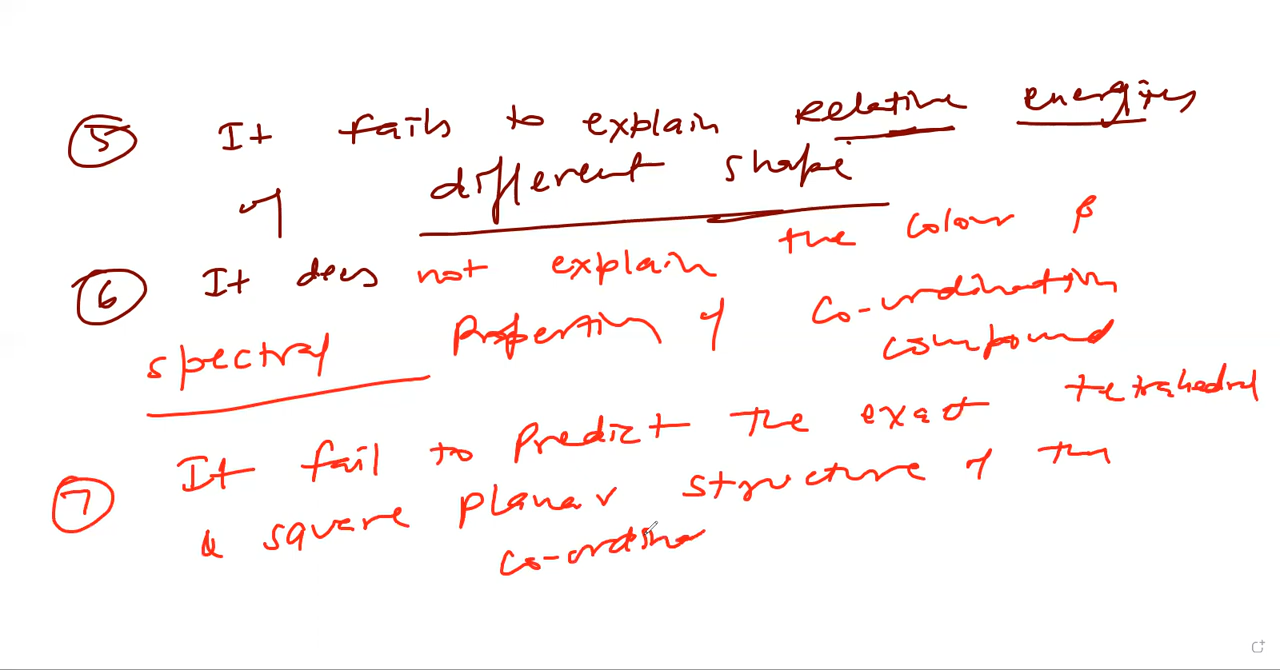 ⑤ It fails to explain relative energies
of different shape
⑥ It does not explain the colour &
spectral properties of co-ordination
compound
⑦ It fail to predict the exact tetrahedral
& square planar structure of the
co-ordina